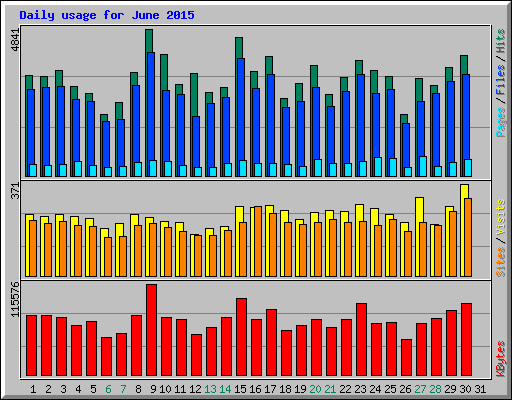 Daily usage for June 2015
4841
Pages/Files/Hits
371
Sites/Visits
115576
KBytes
1 2 3 4 5 6 7 8 9 10 11 12 13 14 15 16 17 18 19 20 21 22 23 24 25 26 27 28 29 30 31